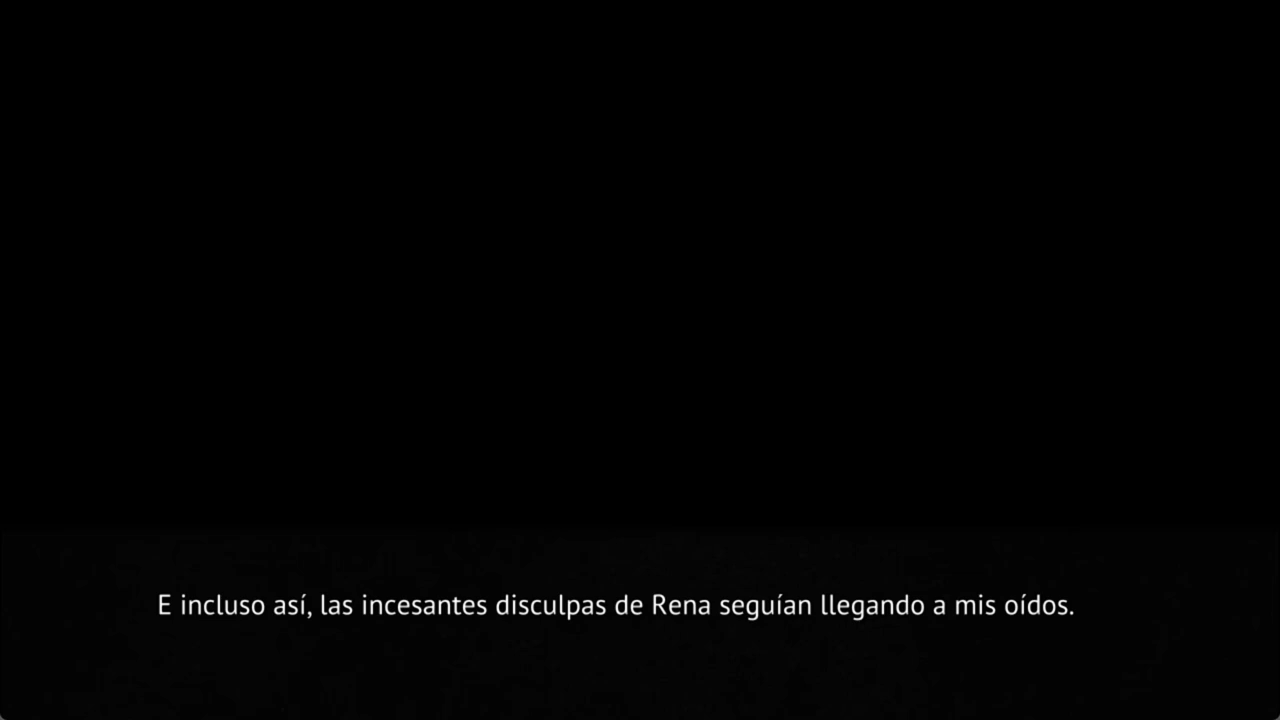 E incluso así, las incesantes disculpas de Rena seguían llegando a mis oídos.